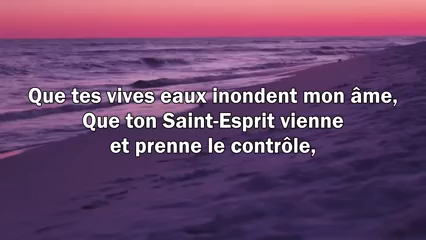 Que tes vives eaux inondent mon âme,
Que ton Saint-Esprit vienne
et prenne le contrôle,